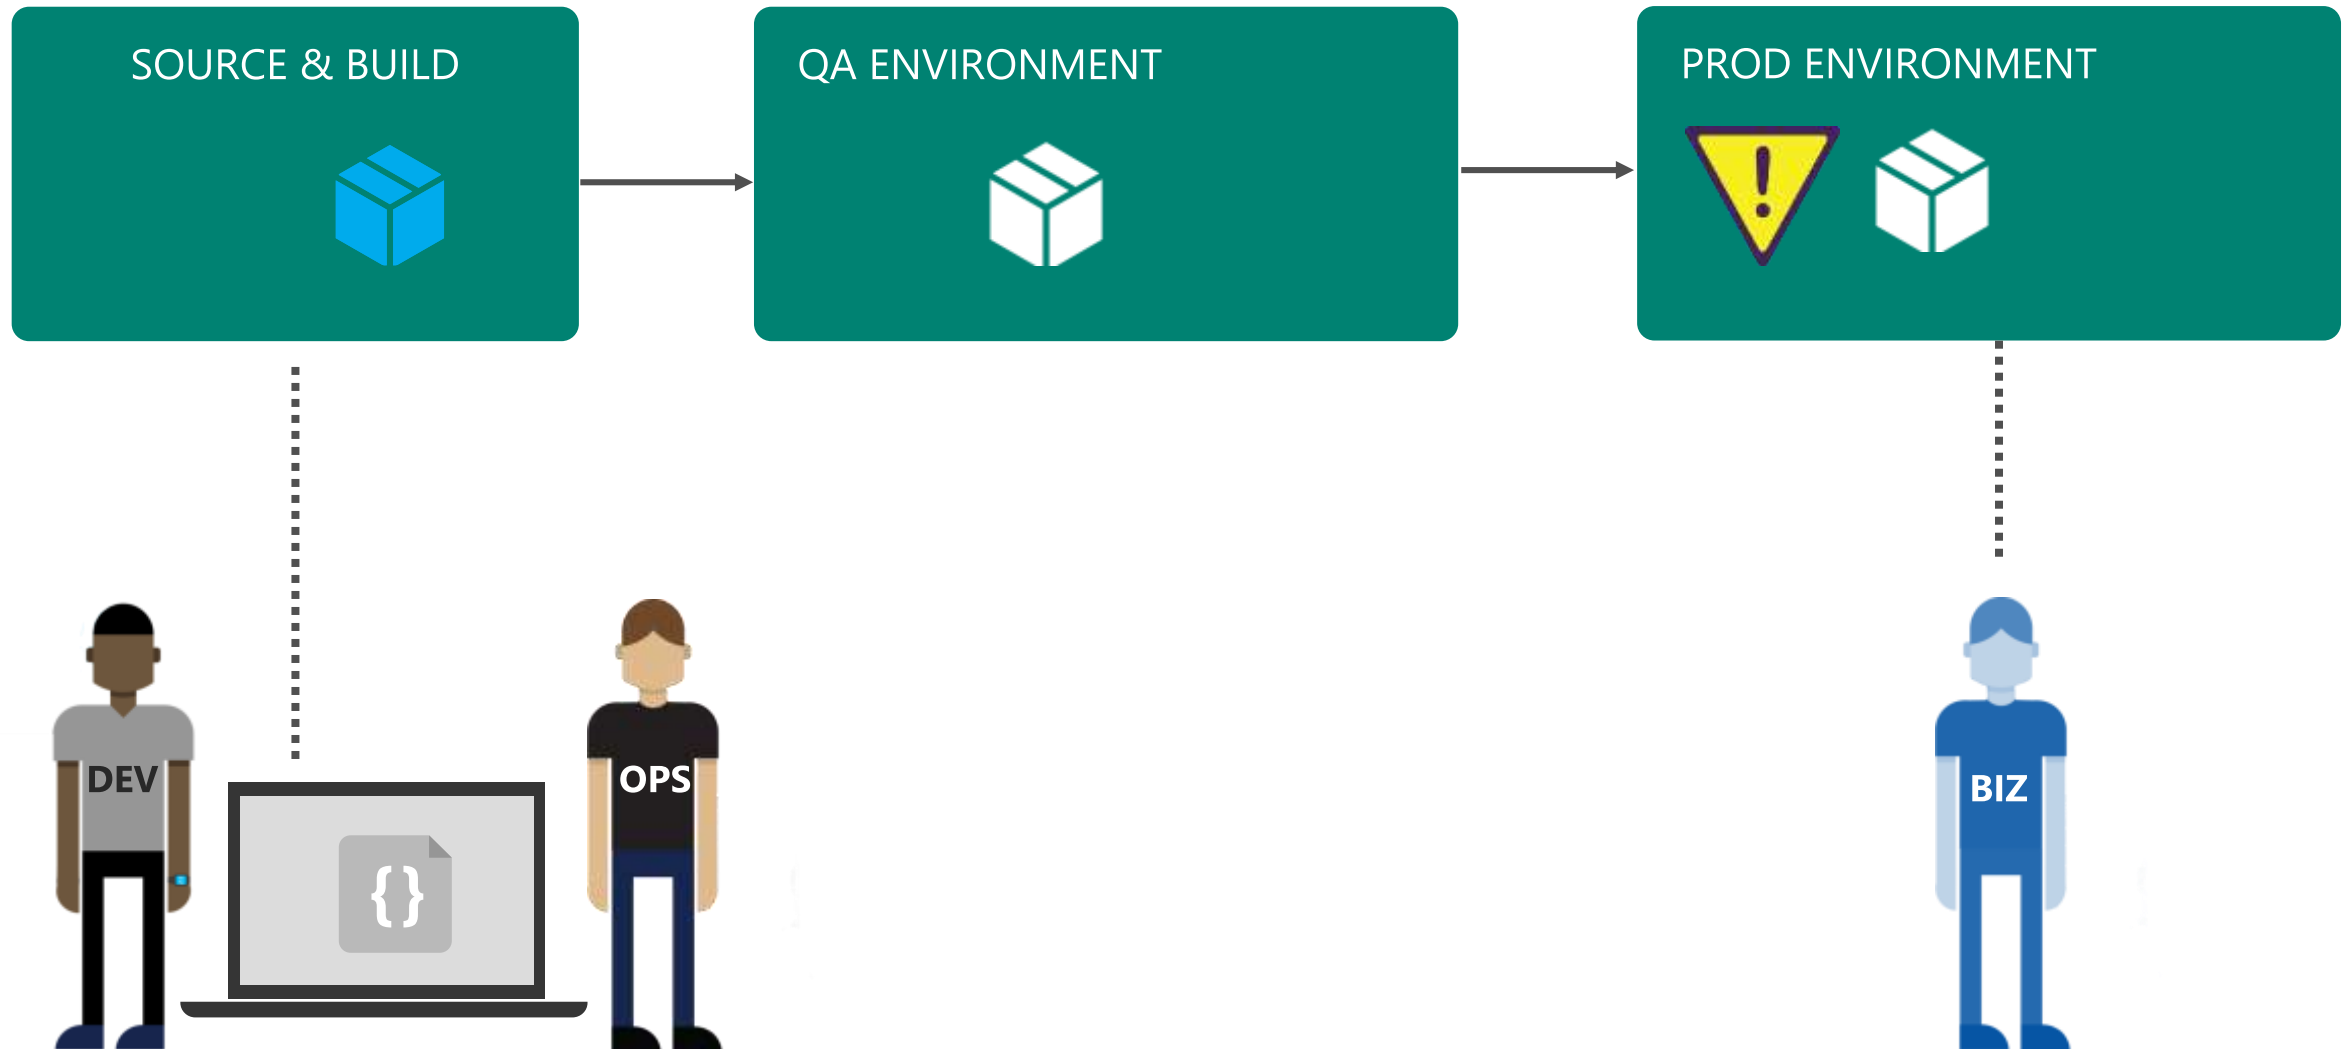 SOURCE & BUILD
QA ENVIRONMENT
PROD ENVIRONMENT
!
DEV
{}
OPS
BIZ